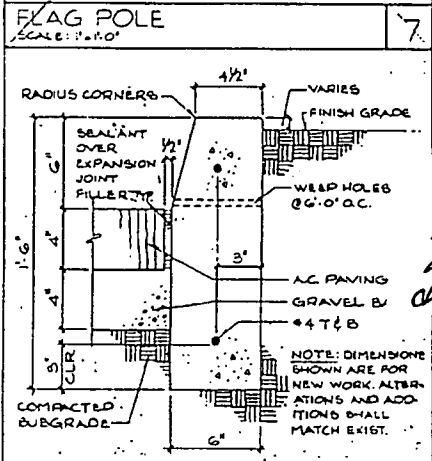 FLAG POLE
SCALE: 1"=1'-0"
7
4½"
RADIUS CORNERS
VARIES
FINISH GRADE
SEALANT
OVER
EXPANSION
JOINT
FILLER TYP
1/2"
6"
WEEP HOLES
@ 6'-0" O.C.
1'-6"
4"
3"
A.C. PAVING
4"
GRAVEL B
#4 T & B
3"
CLR
NOTE: DIMENSIONS
SHOWN ARE FOR
NEW WORK. ALTER-
ATIONS AND ADD-
ITIONS SHALL
MATCH EXIST.
COMPACTED
SUBGRADE
6"